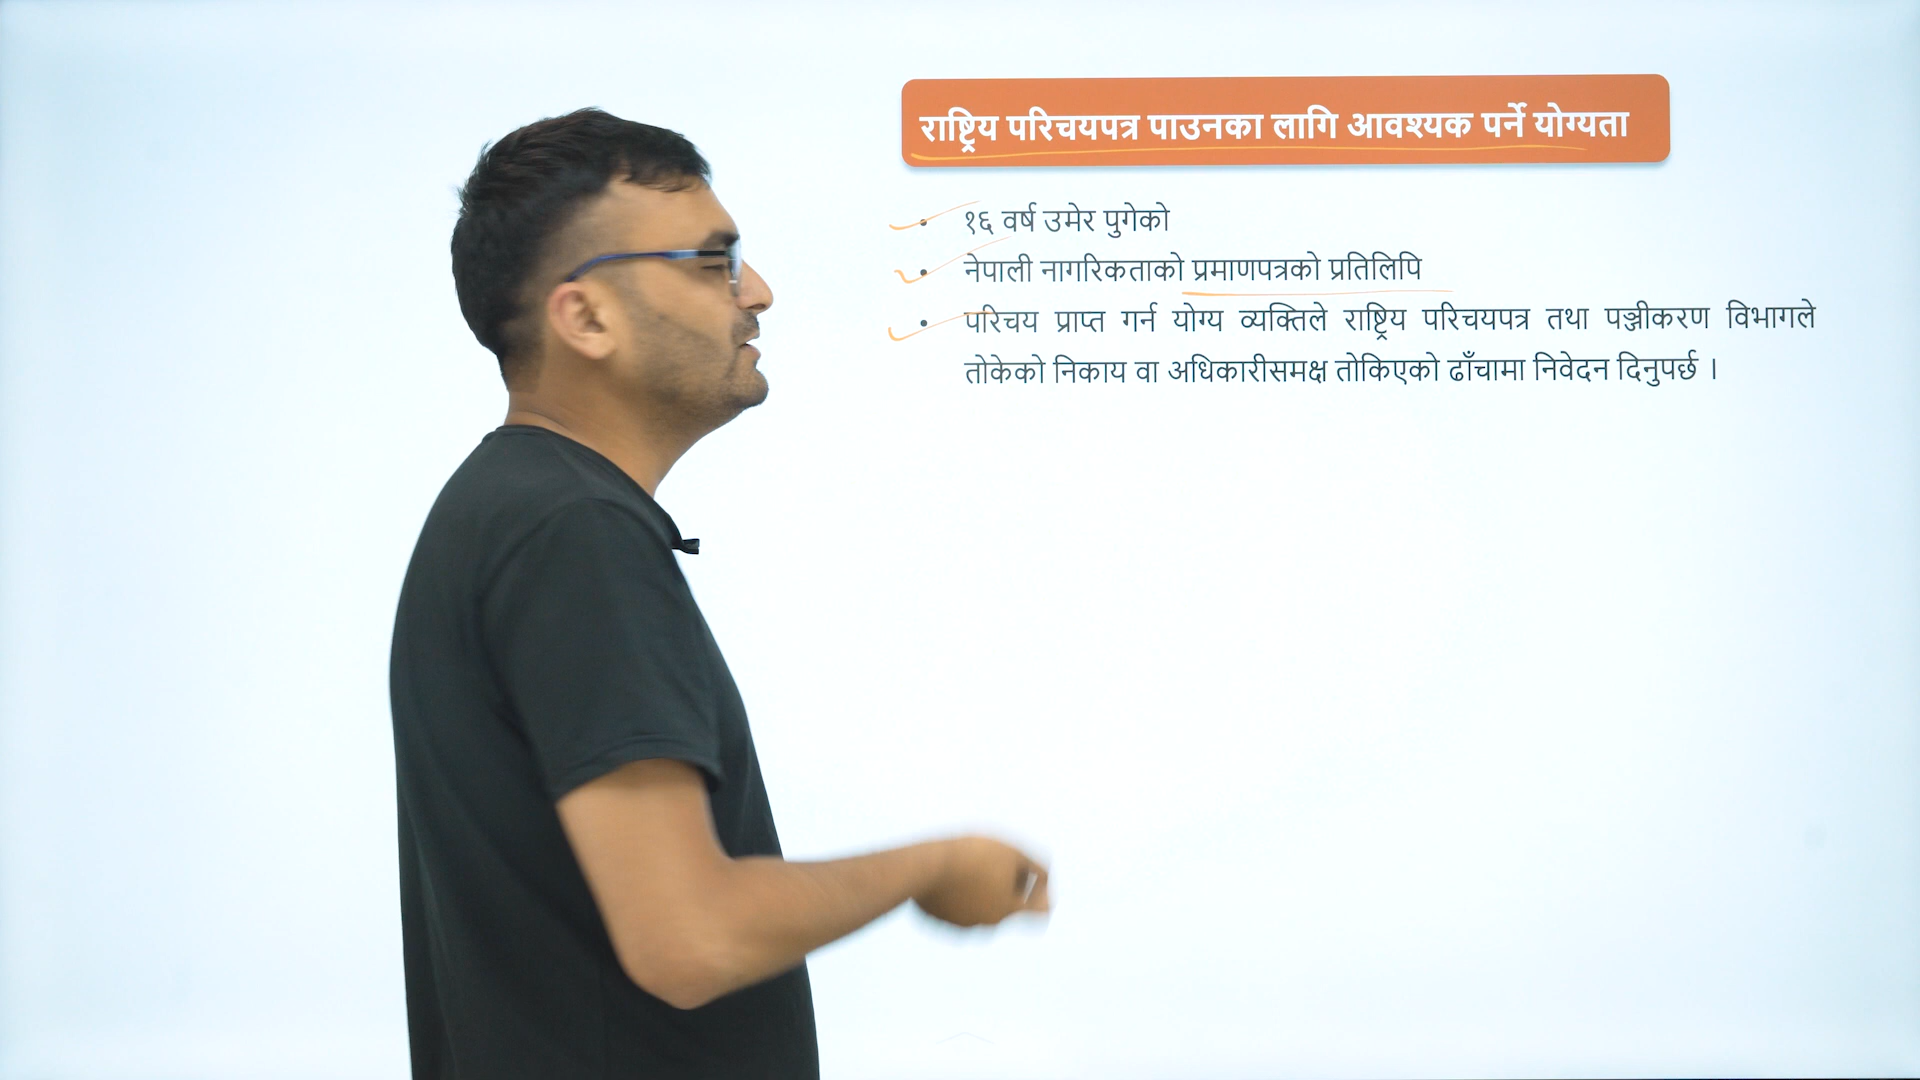 राष्ट्रिय परिचयपत्र पाउनका लागि आवश्यक पर्ने योग्यता
• १६ वर्ष उमेर पुगेको
• नेपाली नागरिकताको प्रमाणपत्रको प्रतिलिपि
• परिचय प्राप्त गर्न योग्य व्यक्तिले राष्ट्रिय परिचयपत्र तथा पञ्जीकरण विभागले
तोकेको निकाय वा अधिकारीसमक्ष तोकिएको ढाँचामा निवेदन दिनुपर्छ ।